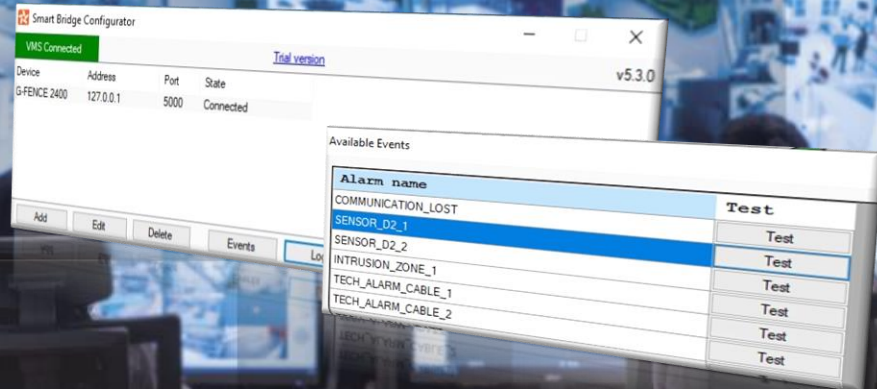 Smart Bridge Configurator
VMS Connected
Trial version
v5.3.0
Device Address Port State
G-FENCE 2400 127.0.0.1 5000 Connected
Add Edit Delete Events
Available Events
Alarm name Test
COMMUNICATION_LOST Test
SENSOR_D2_1 Test
SENSOR_D2_2 Test
INTRUSION_ZONE_1 Test
TECH_ALARM_CABLE_1 Test
TECH_ALARM_CABLE_2 Test